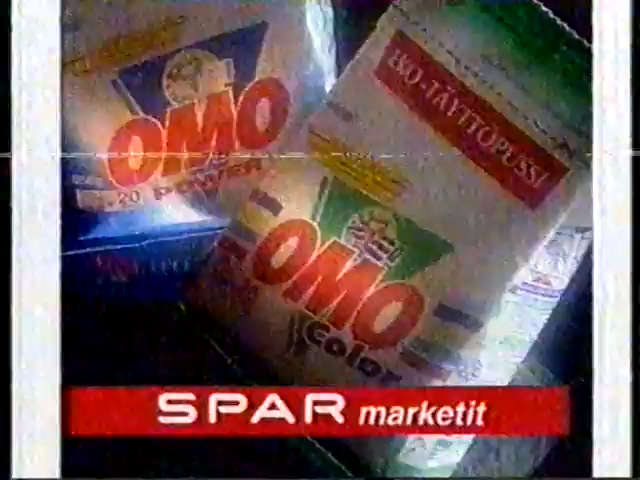 OMO
POWER
EKO-TÄYTTÖPUSSI
OMO
Color
SPAR marketit